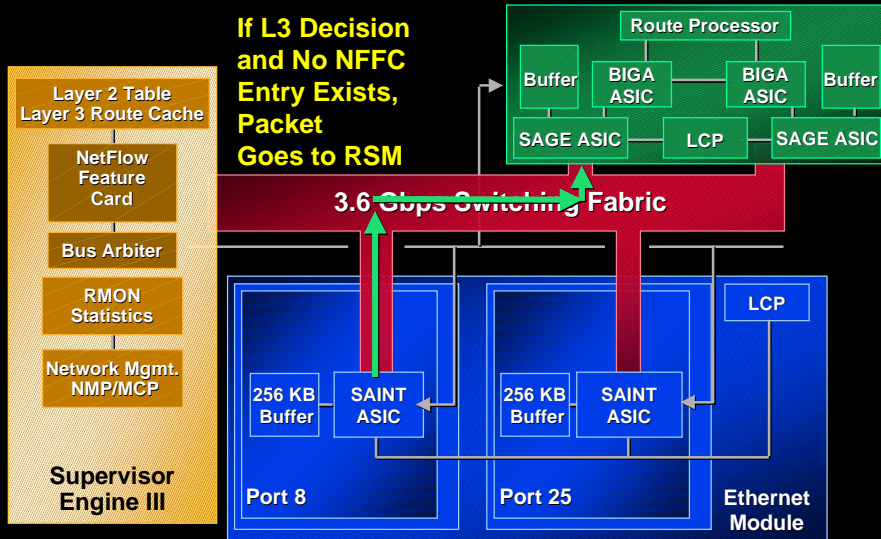 If L3 Decision
and No NFFC
Entry Exists,
Packet
Goes to RSM
Route Processor
Buffer
BIGA
ASIC
BIGA
ASIC
Buffer
SAGE ASIC
LCP
SAGE ASIC
Layer 2 Table
Layer 3 Route Cache
NetFlow
Feature
Card
Bus Arbiter
RMON
Statistics
Network Mgmt.
NMP/MCP
Supervisor
Engine III
3.6 Gbps Switching Fabric
256 KB
Buffer
SAINT
ASIC
Port 8
256 KB
Buffer
SAINT
ASIC
Port 25
LCP
Ethernet
Module